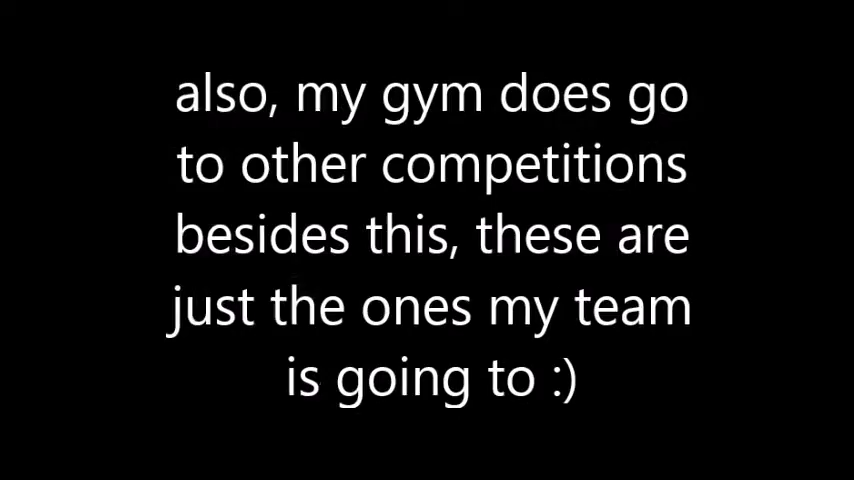 also, my gym does go
to other competitions
besides this, these are
just the ones my team
is going to :)